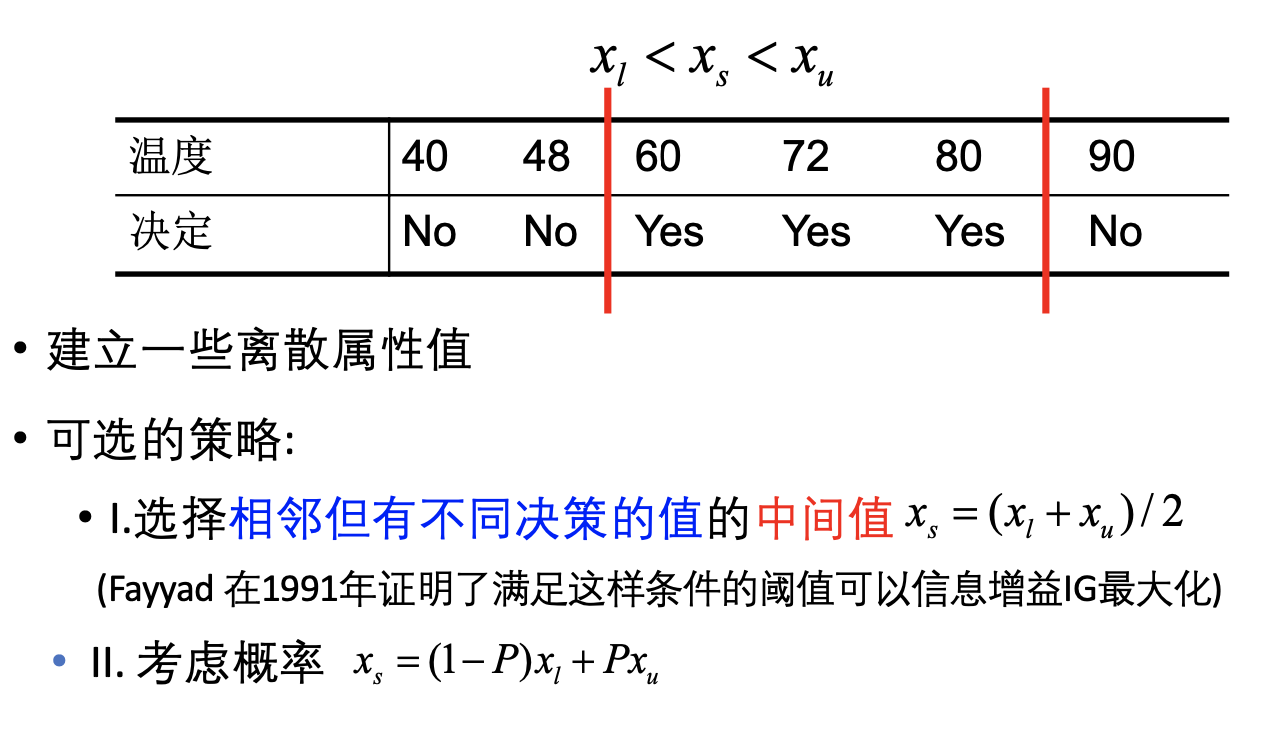 x_l < x_s < x_u
温度 40 48 60 72 80 90
决定 No No Yes Yes Yes No
• 建立一些离散属性值
• 可选的策略:
• I.选择相邻但有不同决策的值的中间值 x_s = (x_l + x_u) / 2
(Fayyad 在1991年证明了满足这样条件的阈值可以信息增益IG最大化)
• II. 考虑概率 x_s = (1 − P)x_l + Px_u